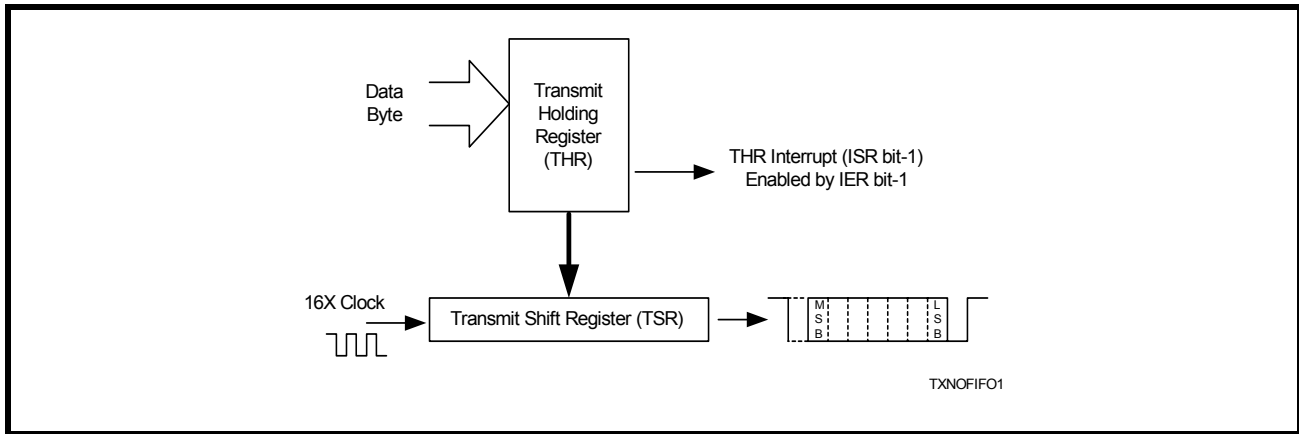 Data
Byte
Transmit
Holding
Register
(THR)
THR Interrupt (ISR bit-1)
Enabled by IER bit-1
16X Clock
Transmit Shift Register (TSR)
M
S
B
L
S
B
TXNOFIFO1